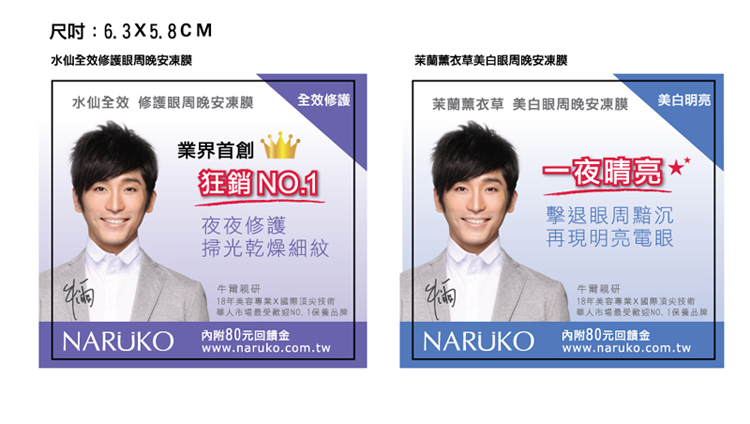 尺吋：6.3X5.8CM
水仙全效修護眼周晚安凍膜
水仙全效 修護眼周晚安凍膜
全效修護
業界首創
狂銷NO.1
夜夜修護
掃光乾燥細紋
牛爾親研
18年美容專業X國際頂尖技術
華人市場最受歡迎NO.1保養品牌
NARUKO
內附80元回饋金
www.naruko.com.tw
茉蘭薰衣草美白眼周晚安凍膜
茉蘭薰衣草 美白眼周晚安凍膜
美白明亮
一夜晴亮
擊退眼周黯沉
再現明亮電眼
牛爾親研
18年美容專業X國際頂尖技術
華人市場最受歡迎NO.1保養品牌
NARUKO
內附80元回饋金
www.naruko.com.tw